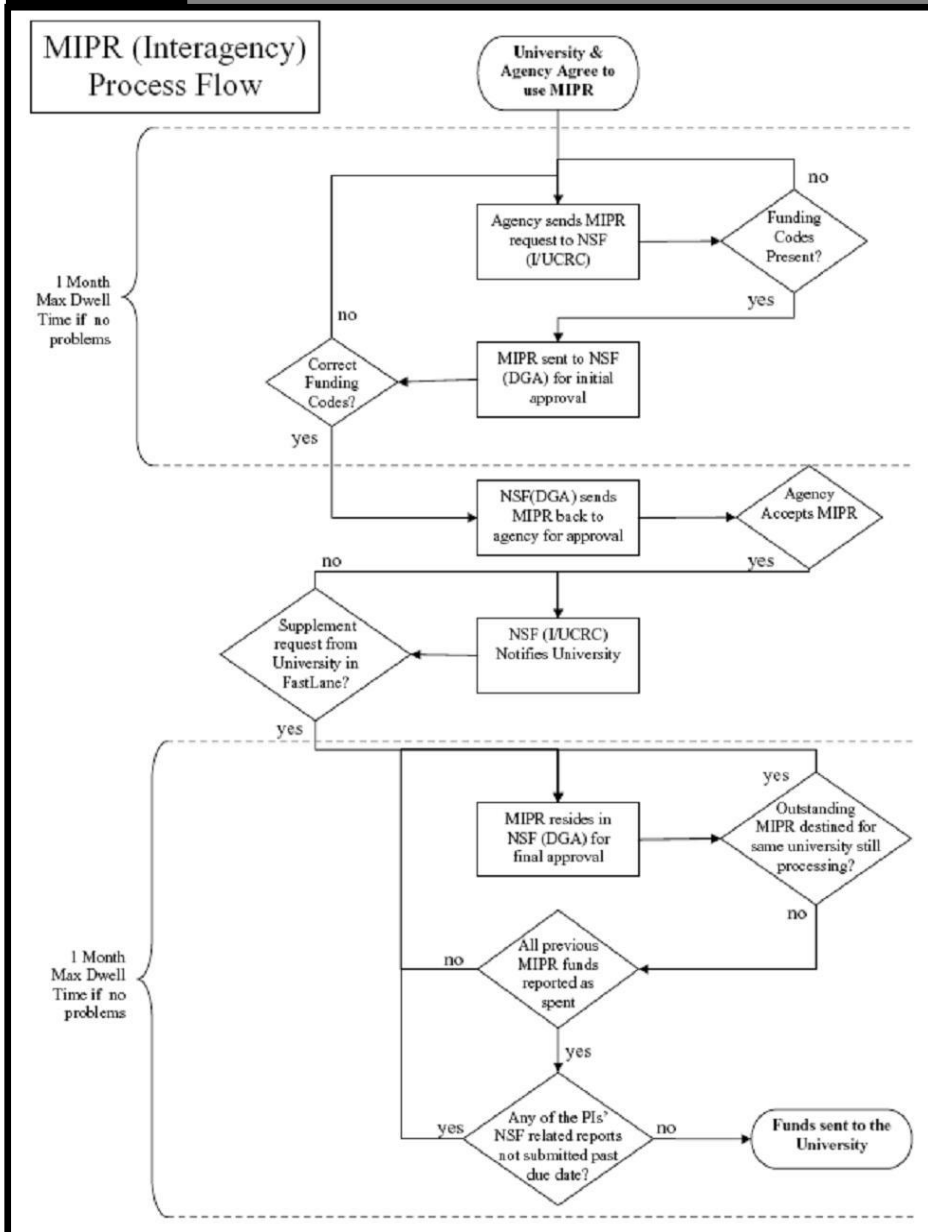 MIPR (Interagency)
Process Flow
University &
Agency Agree to
use MIPR
no
Agency sends MIPR
request to NSF
(I/UCRC)
Funding
Codes
Present?
1 Month
Max Dwell
Time if no
problems
yes
no
Correct
Funding
Codes?
MIPR sent to NSF
(DGA) for initial
approval
yes
NSF(DGA) sends
MIPR back to
agency for approval
Agency
Accepts MIPR
no
yes
Supplement
request from
University in
FastLane?
NSF (I/UCRC)
Notifies University
yes
yes
MIPR resides in
NSF (DGA) for
final approval
Outstanding
MIPR destined for
same university still
processing?
no
1 Month
Max Dwell
Time if no
problems
no
All previous
MIPR funds
reported as
spent
yes
yes
Any of the PIs'
NSF related reports
not submitted past
due date?
no
Funds sent to the
University